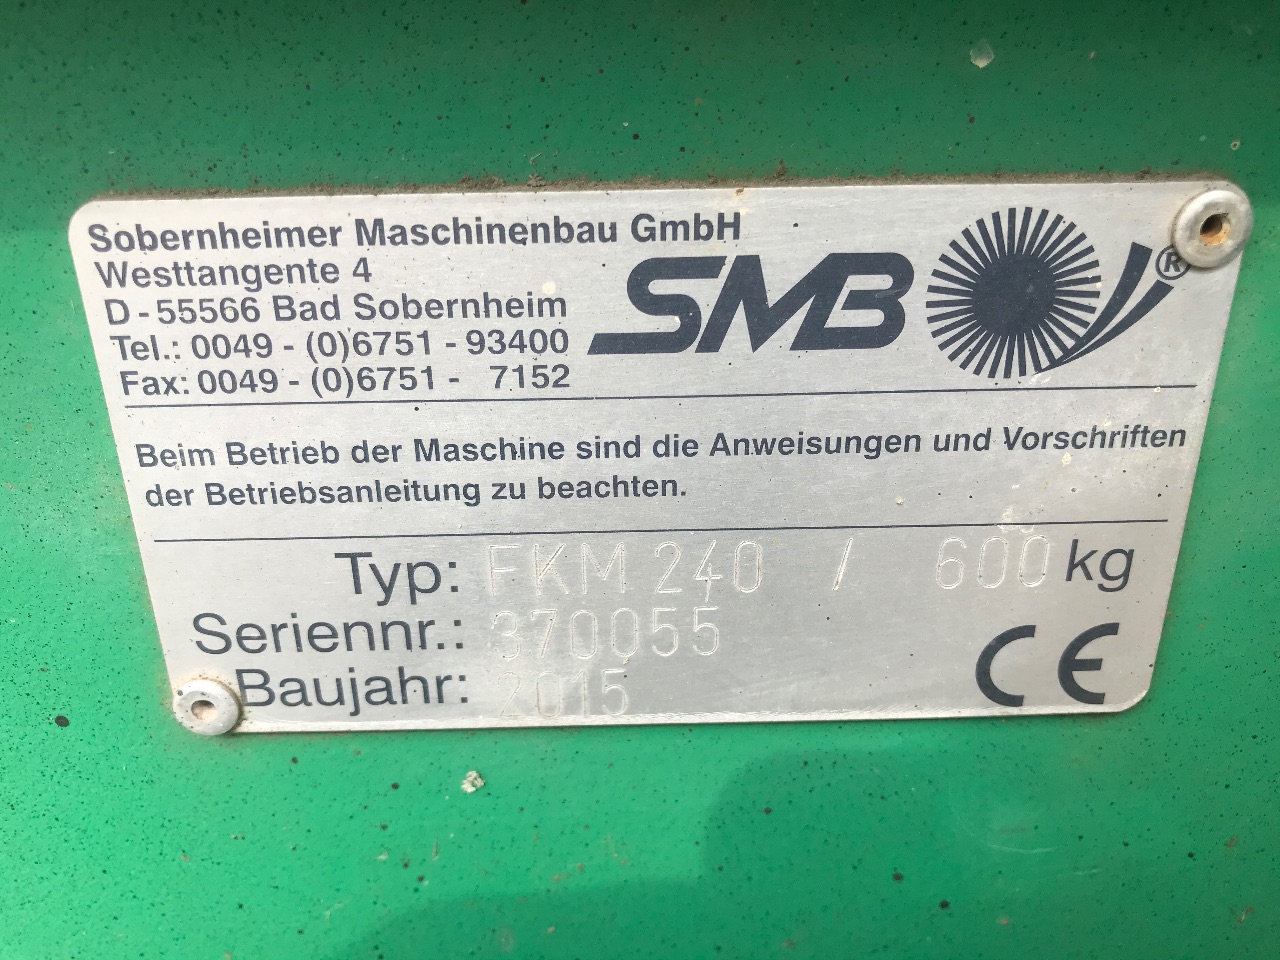 Sobernheimer Maschinenbau GmbH
Westtangente 4
D - 55566 Bad Sobernheim
Tel.: 0049 - (0)6751 - 93400
Fax: 0049 - (0)6751 - 7152
SMB ®
Beim Betrieb der Maschine sind die Anweisungen und Vorschriften
der Betriebsanleitung zu beachten.
Typ: FKM 240 / 600 kg
Seriennr.: 370055
Baujahr: 2015
CE